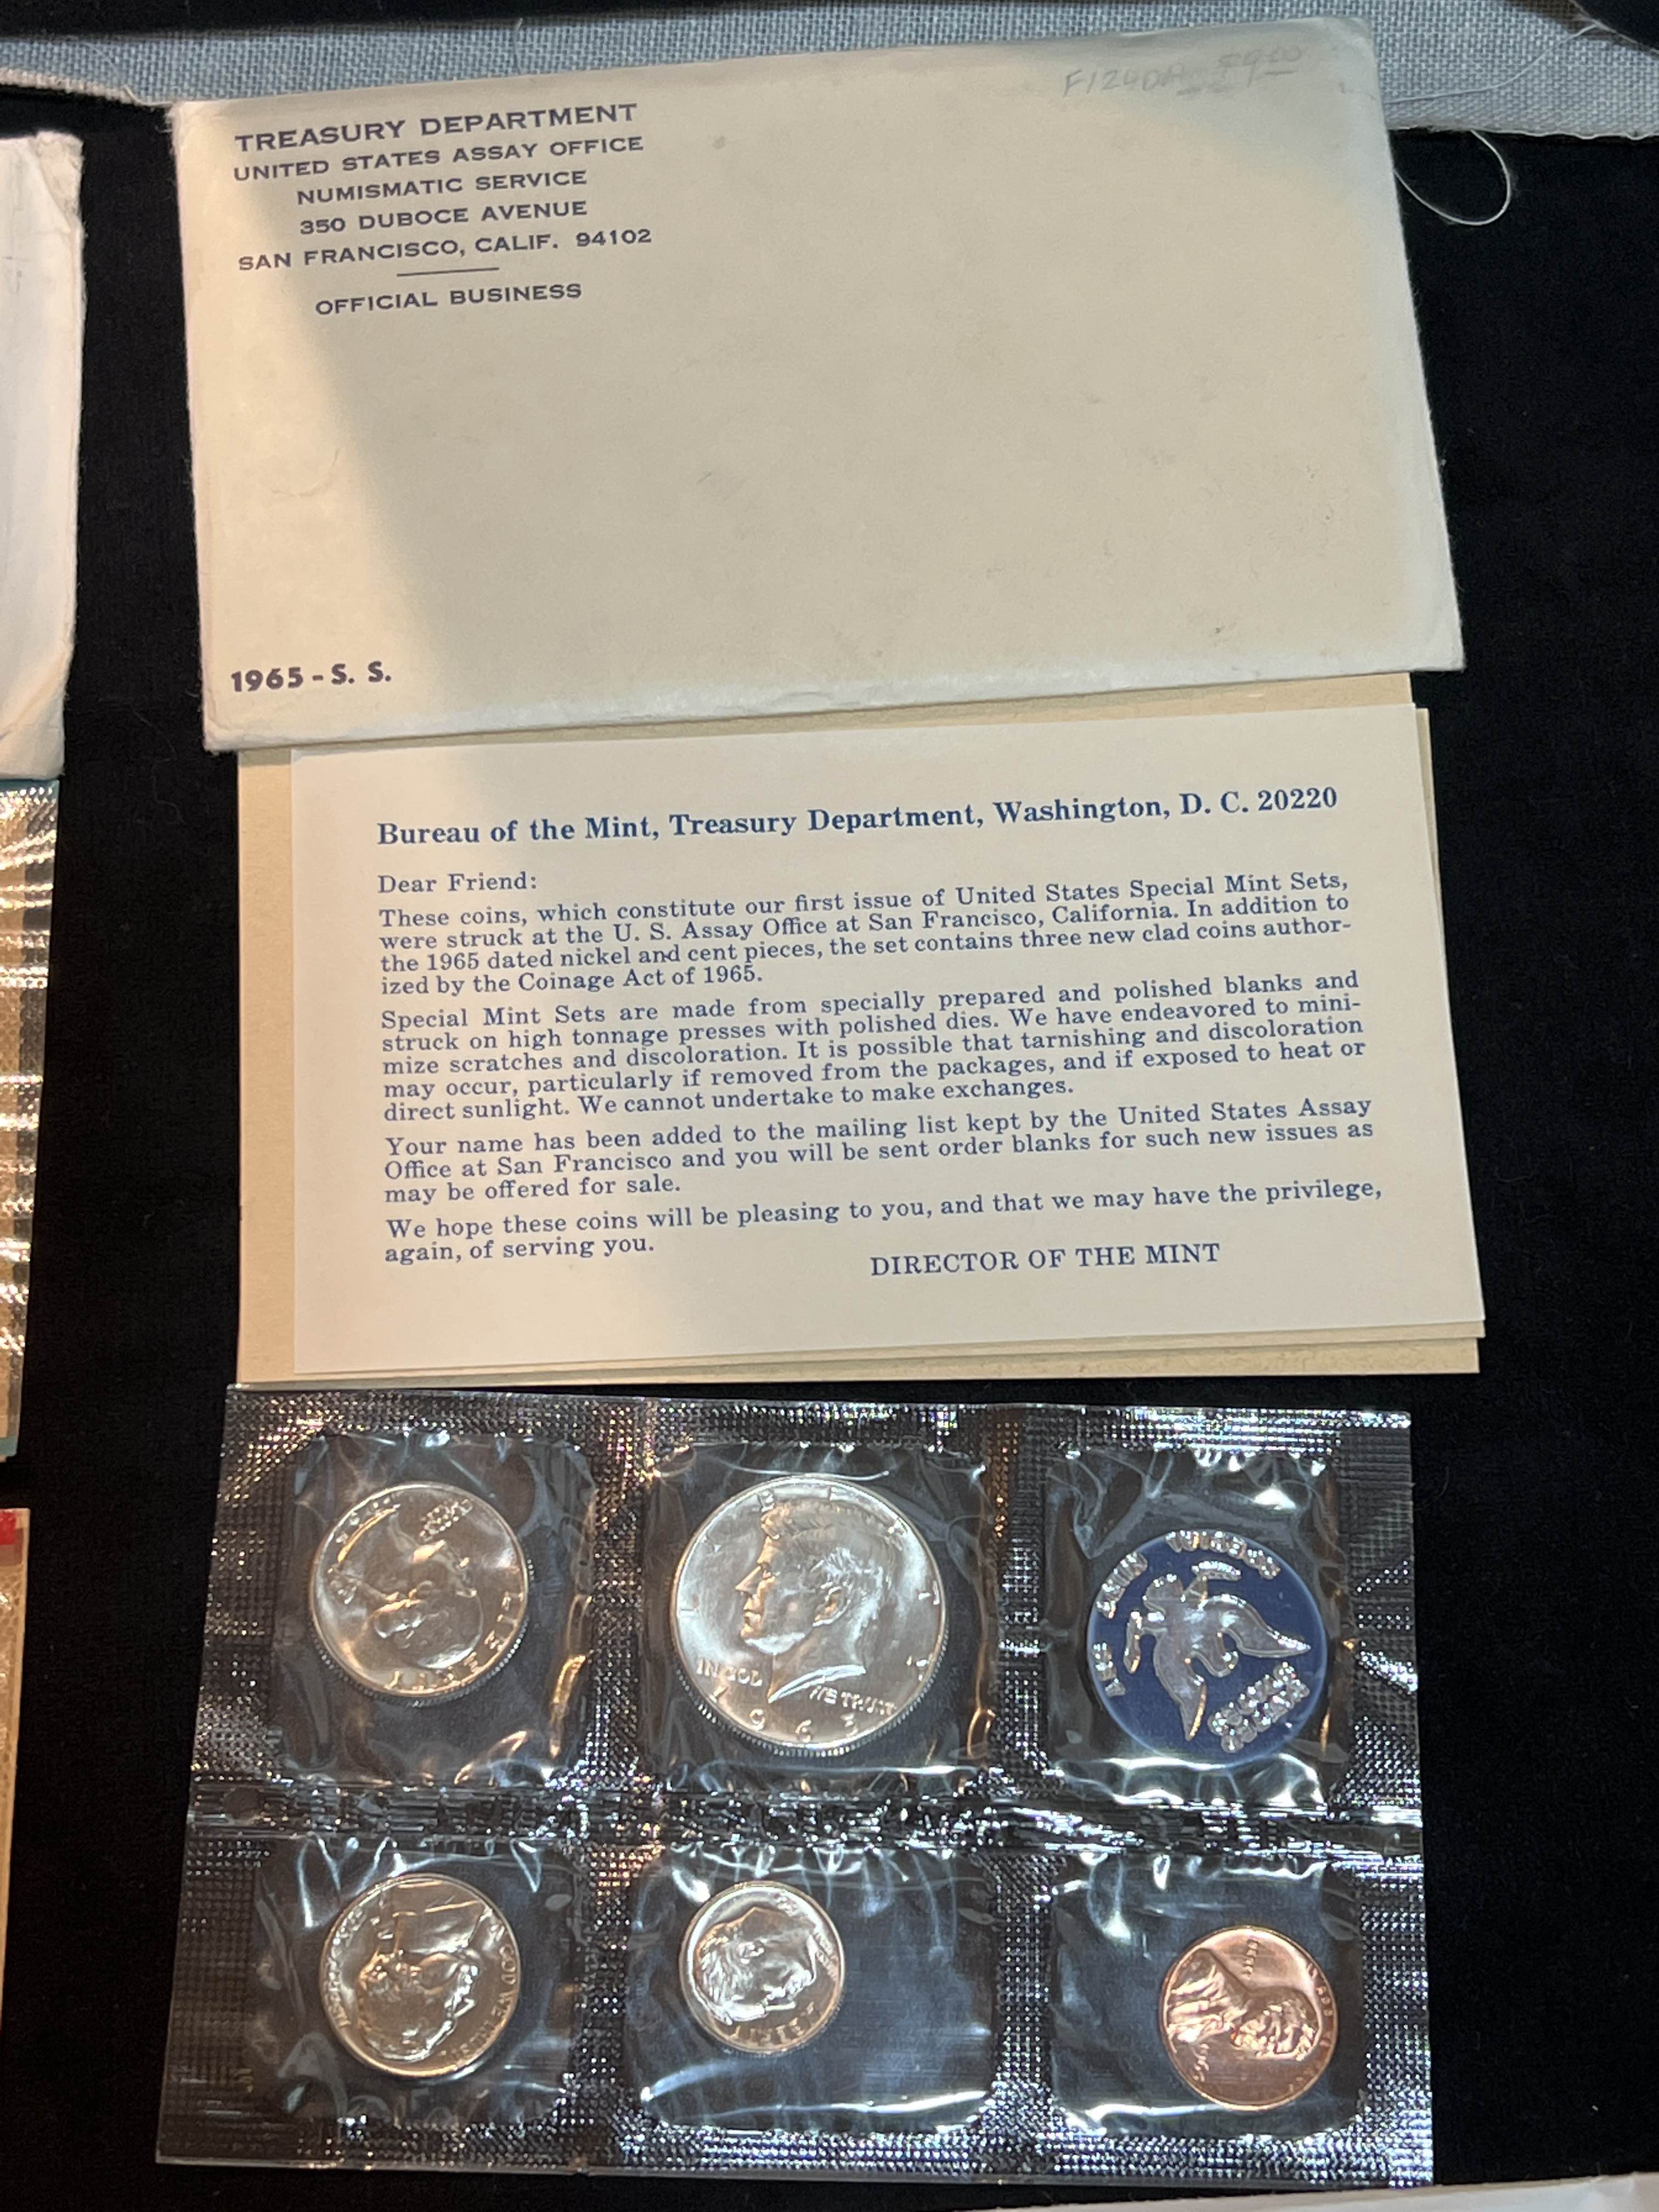 TREASURY DEPARTMENT
UNITED STATES ASSAY OFFICE
NUMISMATIC SERVICE
350 DUBOCE AVENUE
SAN FRANCISCO, CALIF. 94102
OFFICIAL BUSINESS
1965 - S. S.
Bureau of the Mint, Treasury Department, Washington, D. C. 20220
Dear Friend:
These coins, which constitute our first issue of United States Special Mint Sets,
were struck at the U. S. Assay Office at San Francisco, California. In addition to
the 1965 dated nickel and cent pieces, the set contains three new clad coins author-
ized by the Coinage Act of 1965.
Special Mint Sets are made from specially prepared and polished blanks and
struck on high tonnage presses with polished dies. We have endeavored to mini-
mize scratches and discoloration. It is possible that tarnishing and discoloration
may occur, particularly if removed from the packages, and if exposed to heat or
direct sunlight. We cannot undertake to make exchanges.
Your name has been added to the mailing list kept by the United States Assay
Office at San Francisco and you will be sent order blanks for such new issues as
may be offered for sale.
We hope these coins will be pleasing to you, and that we may have the privilege,
again, of serving you.
DIRECTOR OF THE MINT
LIBERTY
IN GOD WE TRUST
1965
GOD WE TRUST
LIBERTY